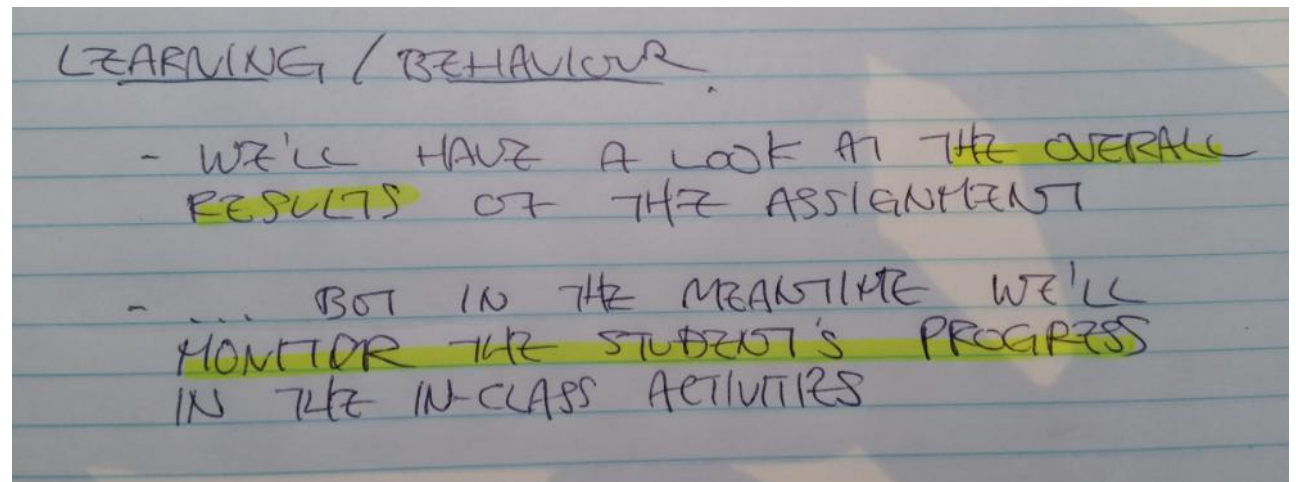 LEARNING / BEHAVIOUR.
- WE'LL HAVE A LOOK AT THE OVERALL
RESULTS OF THE ASSIGNMENT
- ... BUT IN THE MEANTIME WE'LL
MONITOR THE STUDENT'S PROGRESS
IN THE IN-CLASS ACTIVITIES